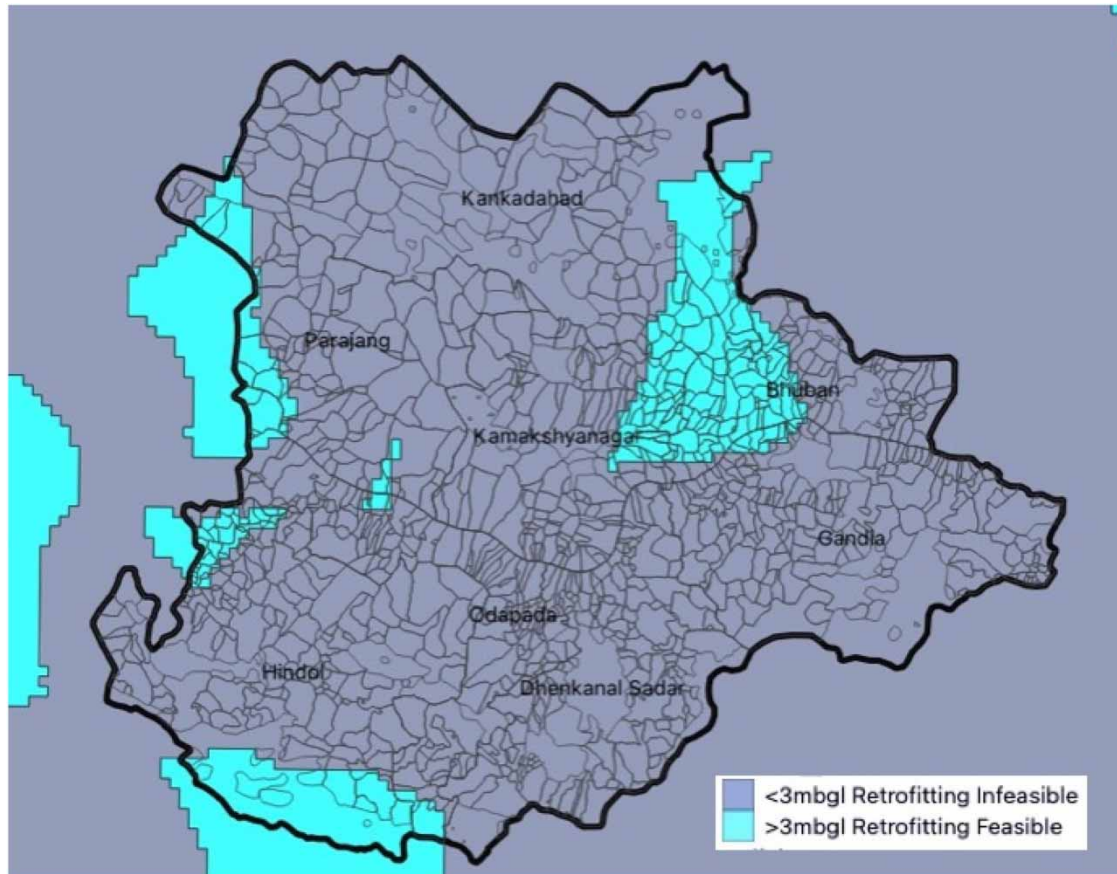 Kankadahad
Parajang
Bhuban
Kamakshyanagar
Gandia
Odapada
Hindol
Dhenkanal Sadar
<3mbgl Retrofitting Infeasible
>3mbgl Retrofitting Feasible